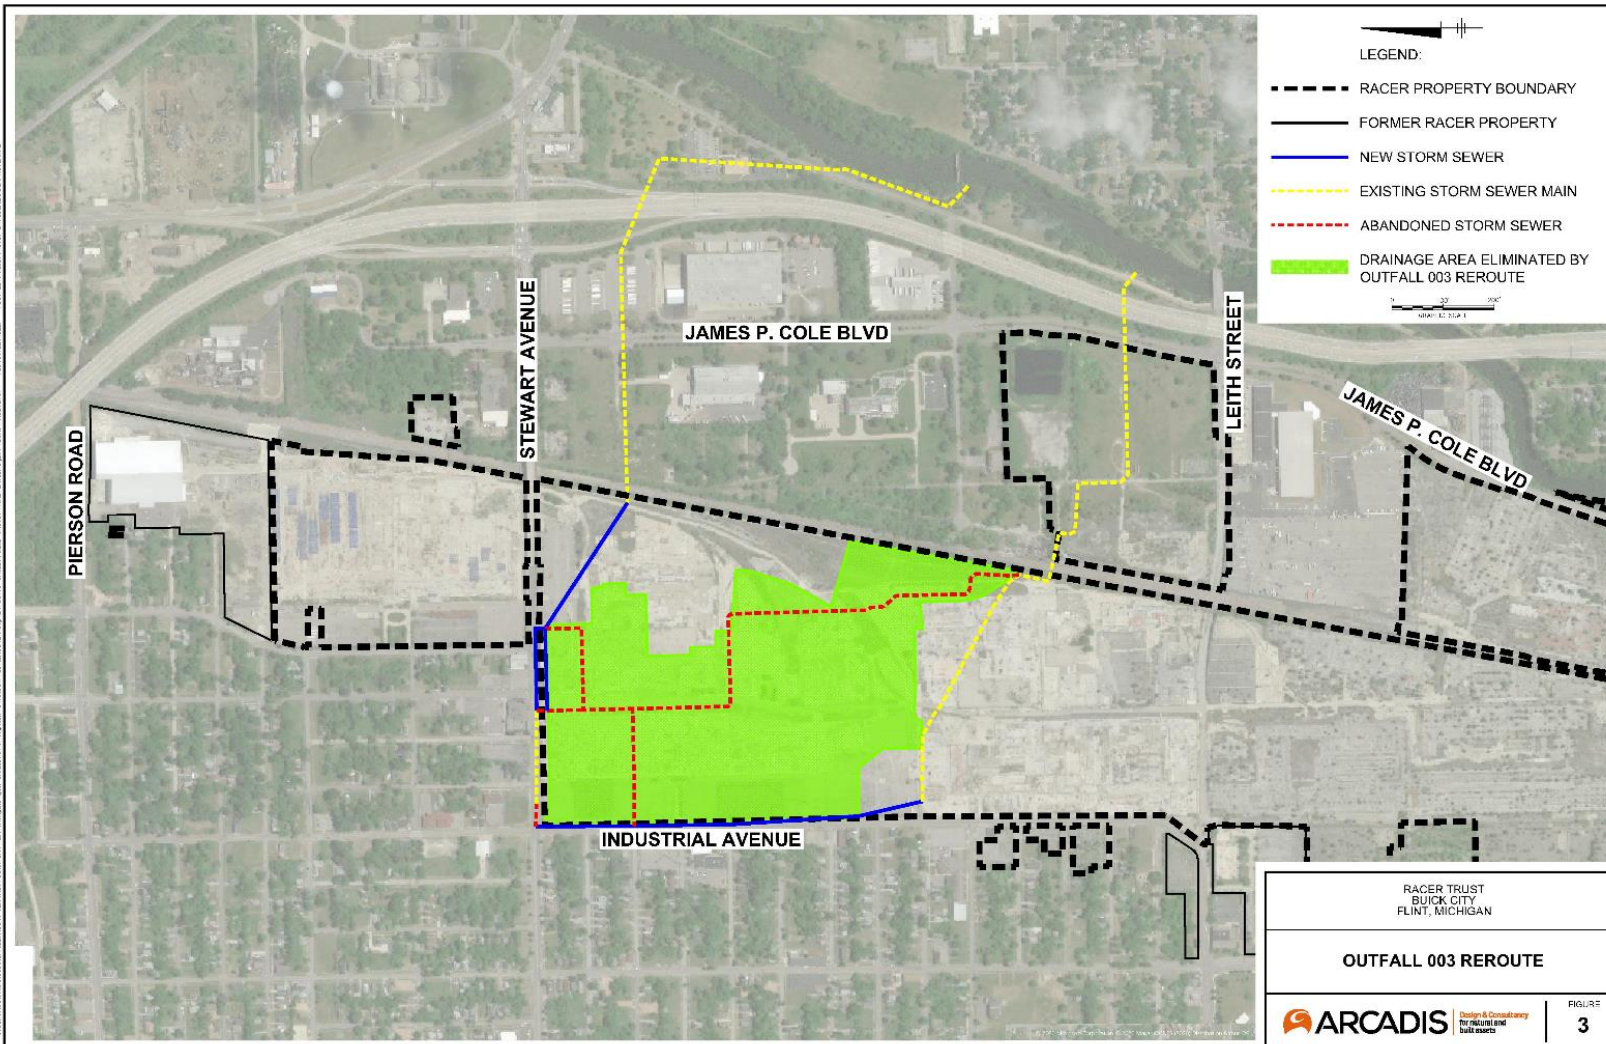 LEGEND:
RACER PROPERTY BOUNDARY
FORMER RACER PROPERTY
NEW STORM SEWER
EXISTING STORM SEWER MAIN
ABANDONED STORM SEWER
DRAINAGE AREA ELIMINATED BY
OUTFALL 003 REROUTE
GRAPHIC SCALE
JAMES P. COLE BLVD
STEWART AVENUE
LEITH STREET
JAMES P. COLE BLVD
PIERSON ROAD
INDUSTRIAL AVENUE
RACER TRUST
BUICK CITY
FLINT, MICHIGAN
OUTFALL 003 REROUTE
ARCADIS
Design & Consultancy
for natural and
built assets
FIGURE
3